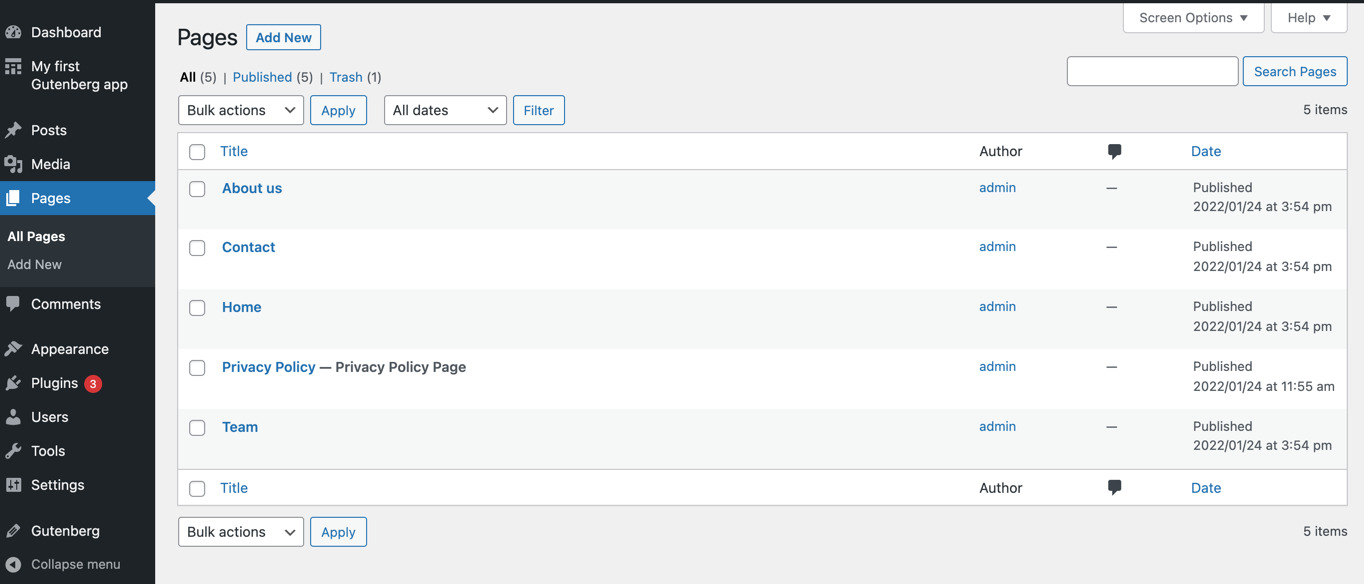 Dashboard
My first
Gutenberg app
Posts
Media
Pages
All Pages
Add New
Comments
Appearance
Plugins 3
Users
Tools
Settings
Gutenberg
Collapse menu
Screen Options Help
Pages Add New
All (5) | Published (5) | Trash (1)
Search Pages
Bulk actions Apply All dates Filter 5 items
Title Author Date
About us admin — Published
2022/01/24 at 3:54 pm
Contact admin — Published
2022/01/24 at 3:54 pm
Home admin — Published
2022/01/24 at 3:54 pm
Privacy Policy — Privacy Policy Page admin — Published
2022/01/24 at 11:55 am
Team admin — Published
2022/01/24 at 3:54 pm
Title Author Date
Bulk actions Apply 5 items